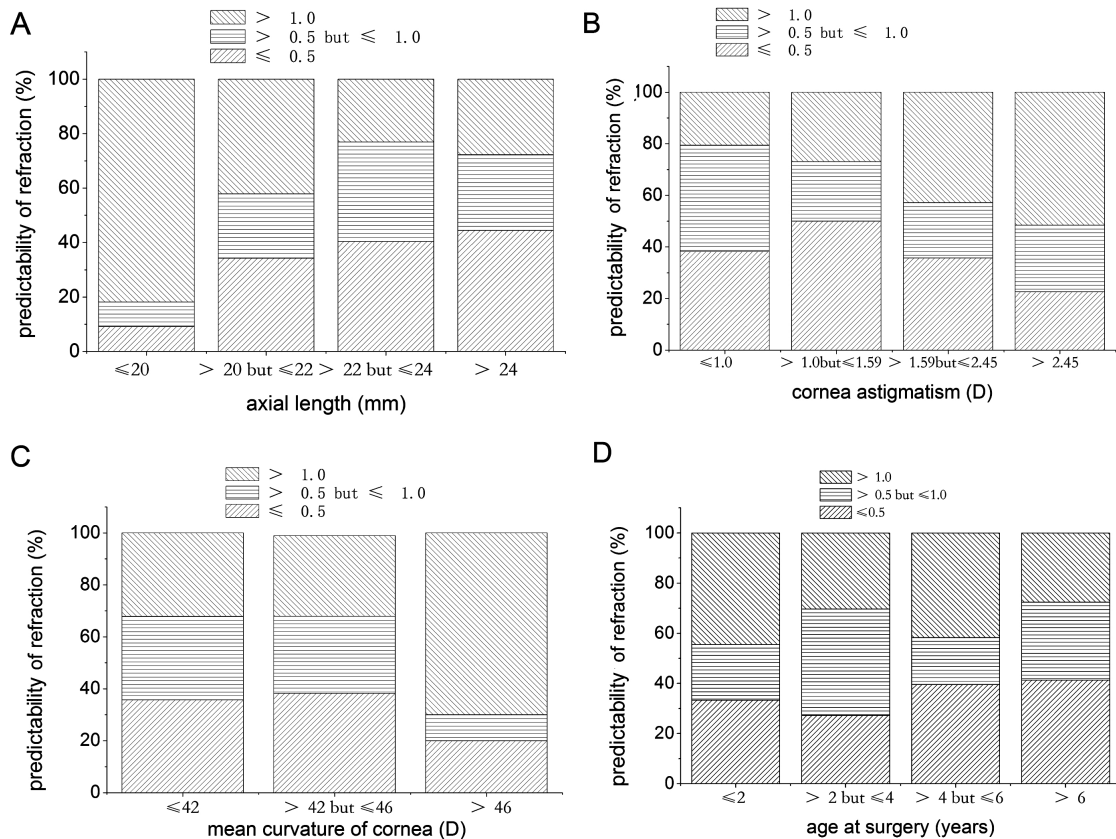 A
> 1.0
> 0.5 but ≤ 1.0
≤ 0.5
predictability of refraction (%)
100
80
60
40
20
0
≤20 > 20 but ≤22 > 22 but ≤24 > 24
axial length (mm)
B
> 1.0
> 0.5 but ≤ 1.0
≤ 0.5
predictability of refraction (%)
100
80
60
40
20
0
≤1.0 > 1.0but≤1.59 > 1.59but≤2.45 > 2.45
cornea astigmatism (D)
C
> 1.0
> 0.5 but ≤ 1.0
≤ 0.5
predictability of refraction (%)
100
80
60
40
20
0
≤42 > 42 but ≤46 > 46
mean curvature of cornea (D)
D
> 1.0
> 0.5 but ≤1.0
≤0.5
predictability of refraction (%)
100
80
60
40
20
0
≤2 > 2 but ≤4 > 4 but ≤6 > 6
age at surgery (years)